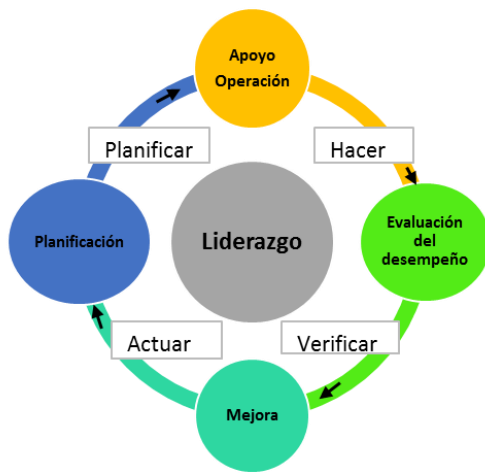 Apoyo
Operación
Planificar
Hacer
Planificación
Liderazgo
Evaluación
del
desempeño
Actuar
Verificar
Mejora